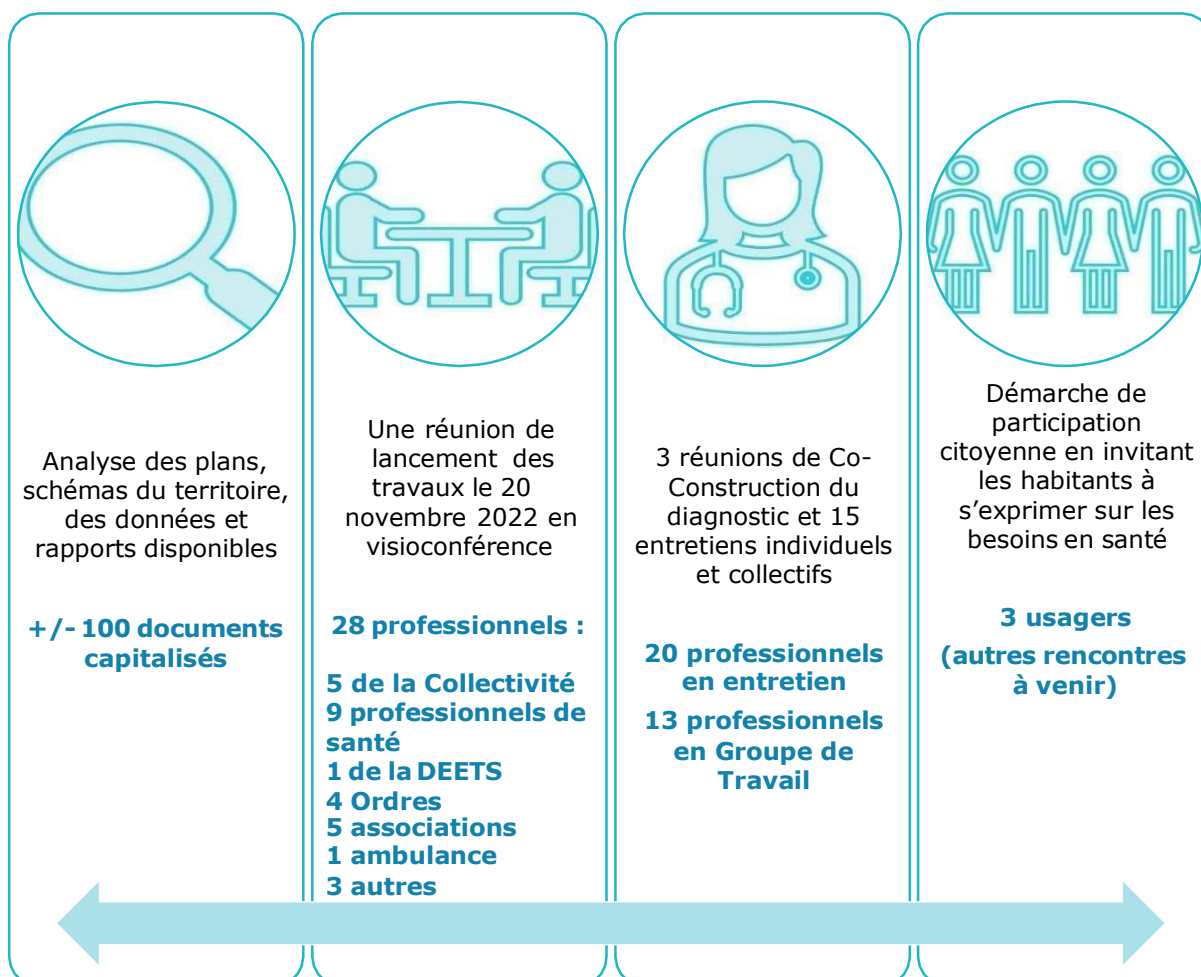 Analyse des plans,
schémas du territoire,
des données et
rapports disponibles
+/- 100 documents
capitalisés
Une réunion de
lancement des
travaux le 20
novembre 2022 en
visioconférence
28 professionnels :
5 de la Collectivité
9 professionnels de
santé
1 de la DEETS
4 Ordres
5 associations
1 ambulance
3 autres
3 réunions de Co-
Construction du
diagnostic et 15
entretiens individuels
et collectifs
20 professionnels
en entretien
13 professionnels
en Groupe de
Travail
Démarche de
participation
citoyenne en invitant
les habitants à
s’exprimer sur les
besoins en santé
3 usagers
(autres rencontres
à venir)